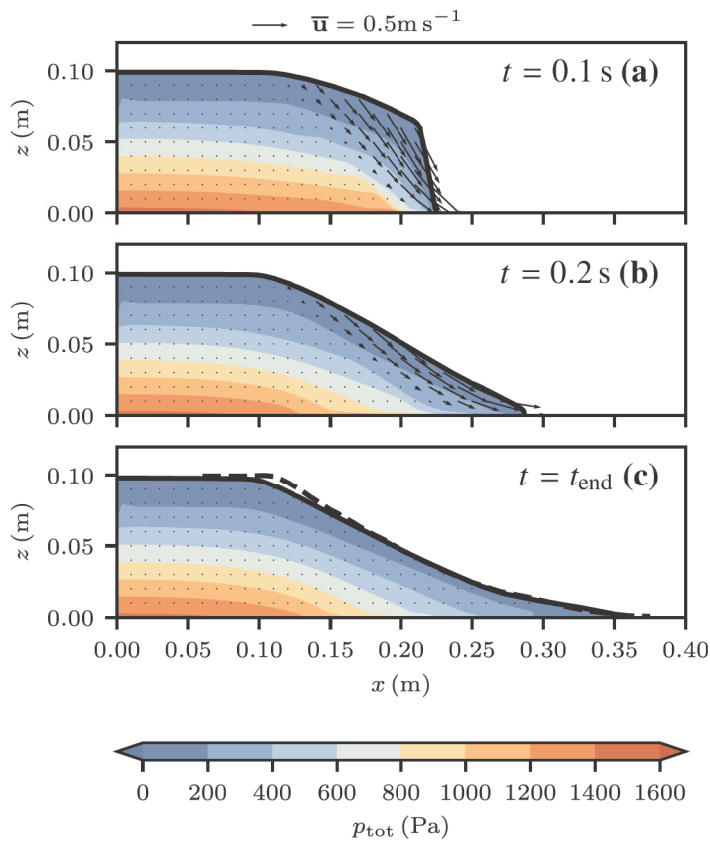 u̅ = 0.5m s⁻¹
t = 0.1 s (a)
0.10
0.05
0.00
z (m)
t = 0.2 s (b)
0.10
0.05
0.00
z (m)
t = t_end (c)
0.10
0.05
0.00
z (m)
0.00 0.05 0.10 0.15 0.20 0.25 0.30 0.35 0.40
x (m)
0 200 400 600 800 1000 1200 1400 1600
p_tot (Pa)